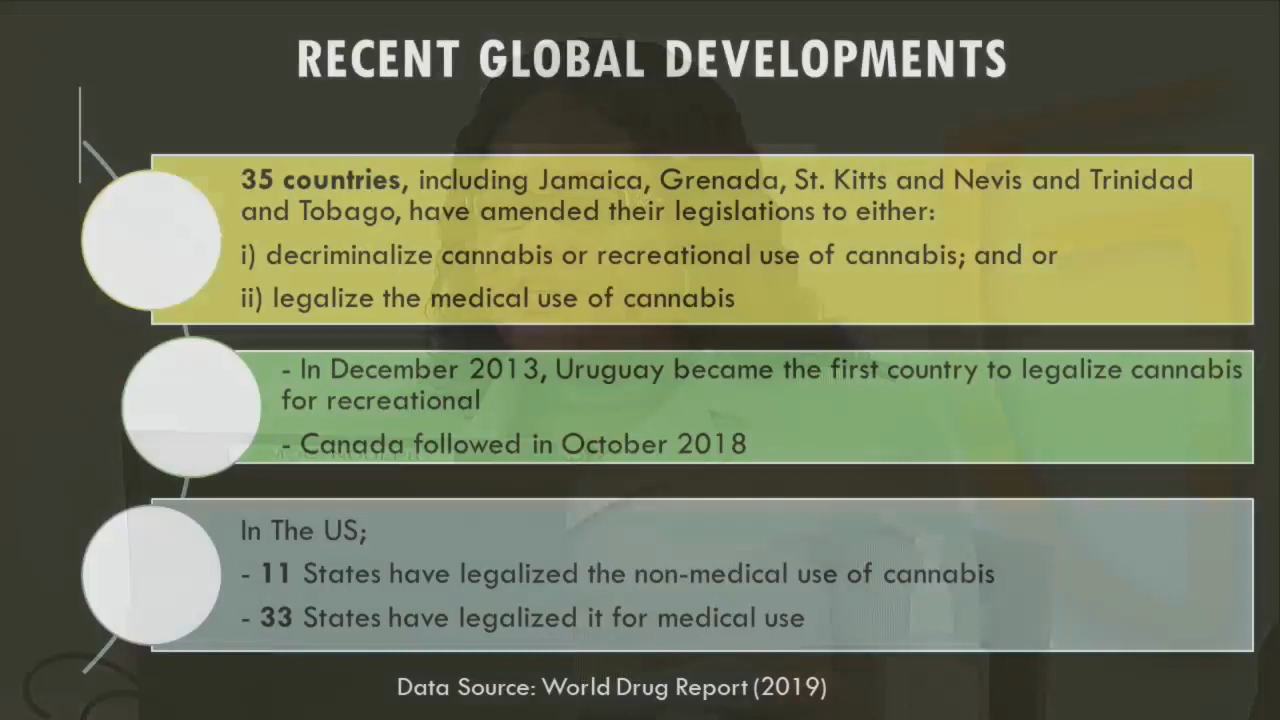 RECENT GLOBAL DEVELOPMENTS
35 countries, including Jamaica, Grenada, St. Kitts and Nevis and Trinidad
and Tobago, have amended their legislations to either:
i) decriminalize cannabis or recreational use of cannabis; and or
ii) legalize the medical use of cannabis
- In December 2013, Uruguay became the first country to legalize cannabis
for recreational
- Canada followed in October 2018
In The US;
- 11 States have legalized the non-medical use of cannabis
- 33 States have legalized it for medical use
Data Source: World Drug Report (2019)